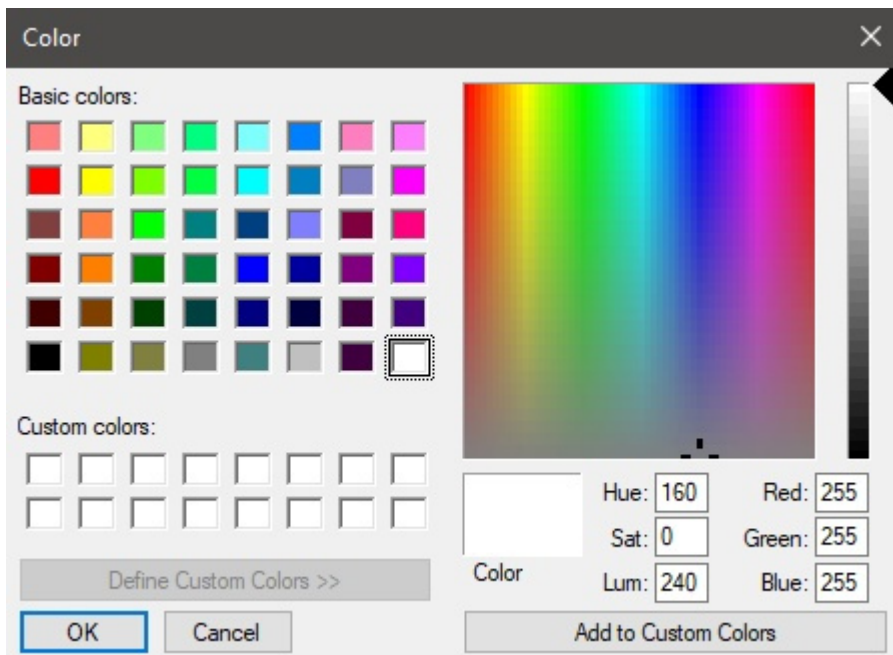 Color
Basic colors:
Custom colors:
Define Custom Colors >>
OK Cancel
Color
Hue: 160 Red: 255
Sat: 0 Green: 255
Lum: 240 Blue: 255
Add to Custom Colors